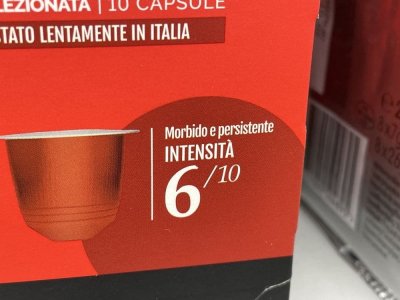 LEZIONATA | 10 CAPSULE
STATO LENTAMENTE IN ITALIA
Morbido e persistente
INTENSITÀ
6/10